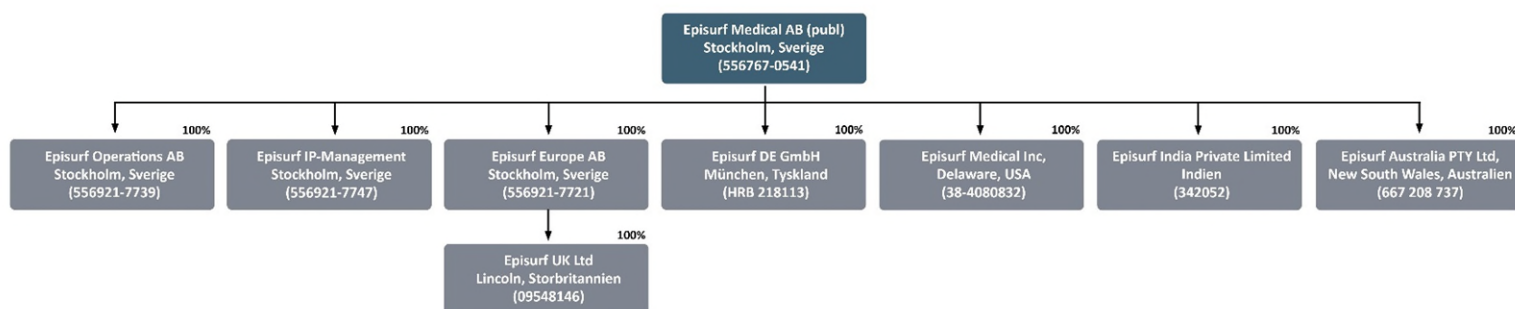 Episurf Medical AB (publ)
Stockholm, Sverige
(556767-0541)
100%
Episurf Operations AB
Stockholm, Sverige
(556921-7739)
100%
Episurf IP-Management
Stockholm, Sverige
(556921-7747)
100%
Episurf Europe AB
Stockholm, Sverige
(556921-7721)
100%
Episurf DE GmbH
München, Tyskland
(HRB 218113)
100%
Episurf Medical Inc,
Delaware, USA
(38-4080832)
100%
Episurf India Private Limited
Indien
(342052)
100%
Episurf Australia PTY Ltd,
New South Wales, Australien
(667 208 737)
100%
Episurf UK Ltd
Lincoln, Storbritannien
(09548146)